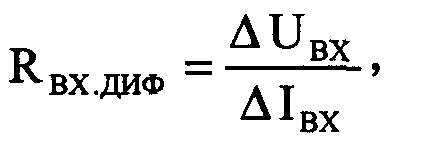 R ВХ.ДИФ = ΔU ВХ / ΔI ВХ ,